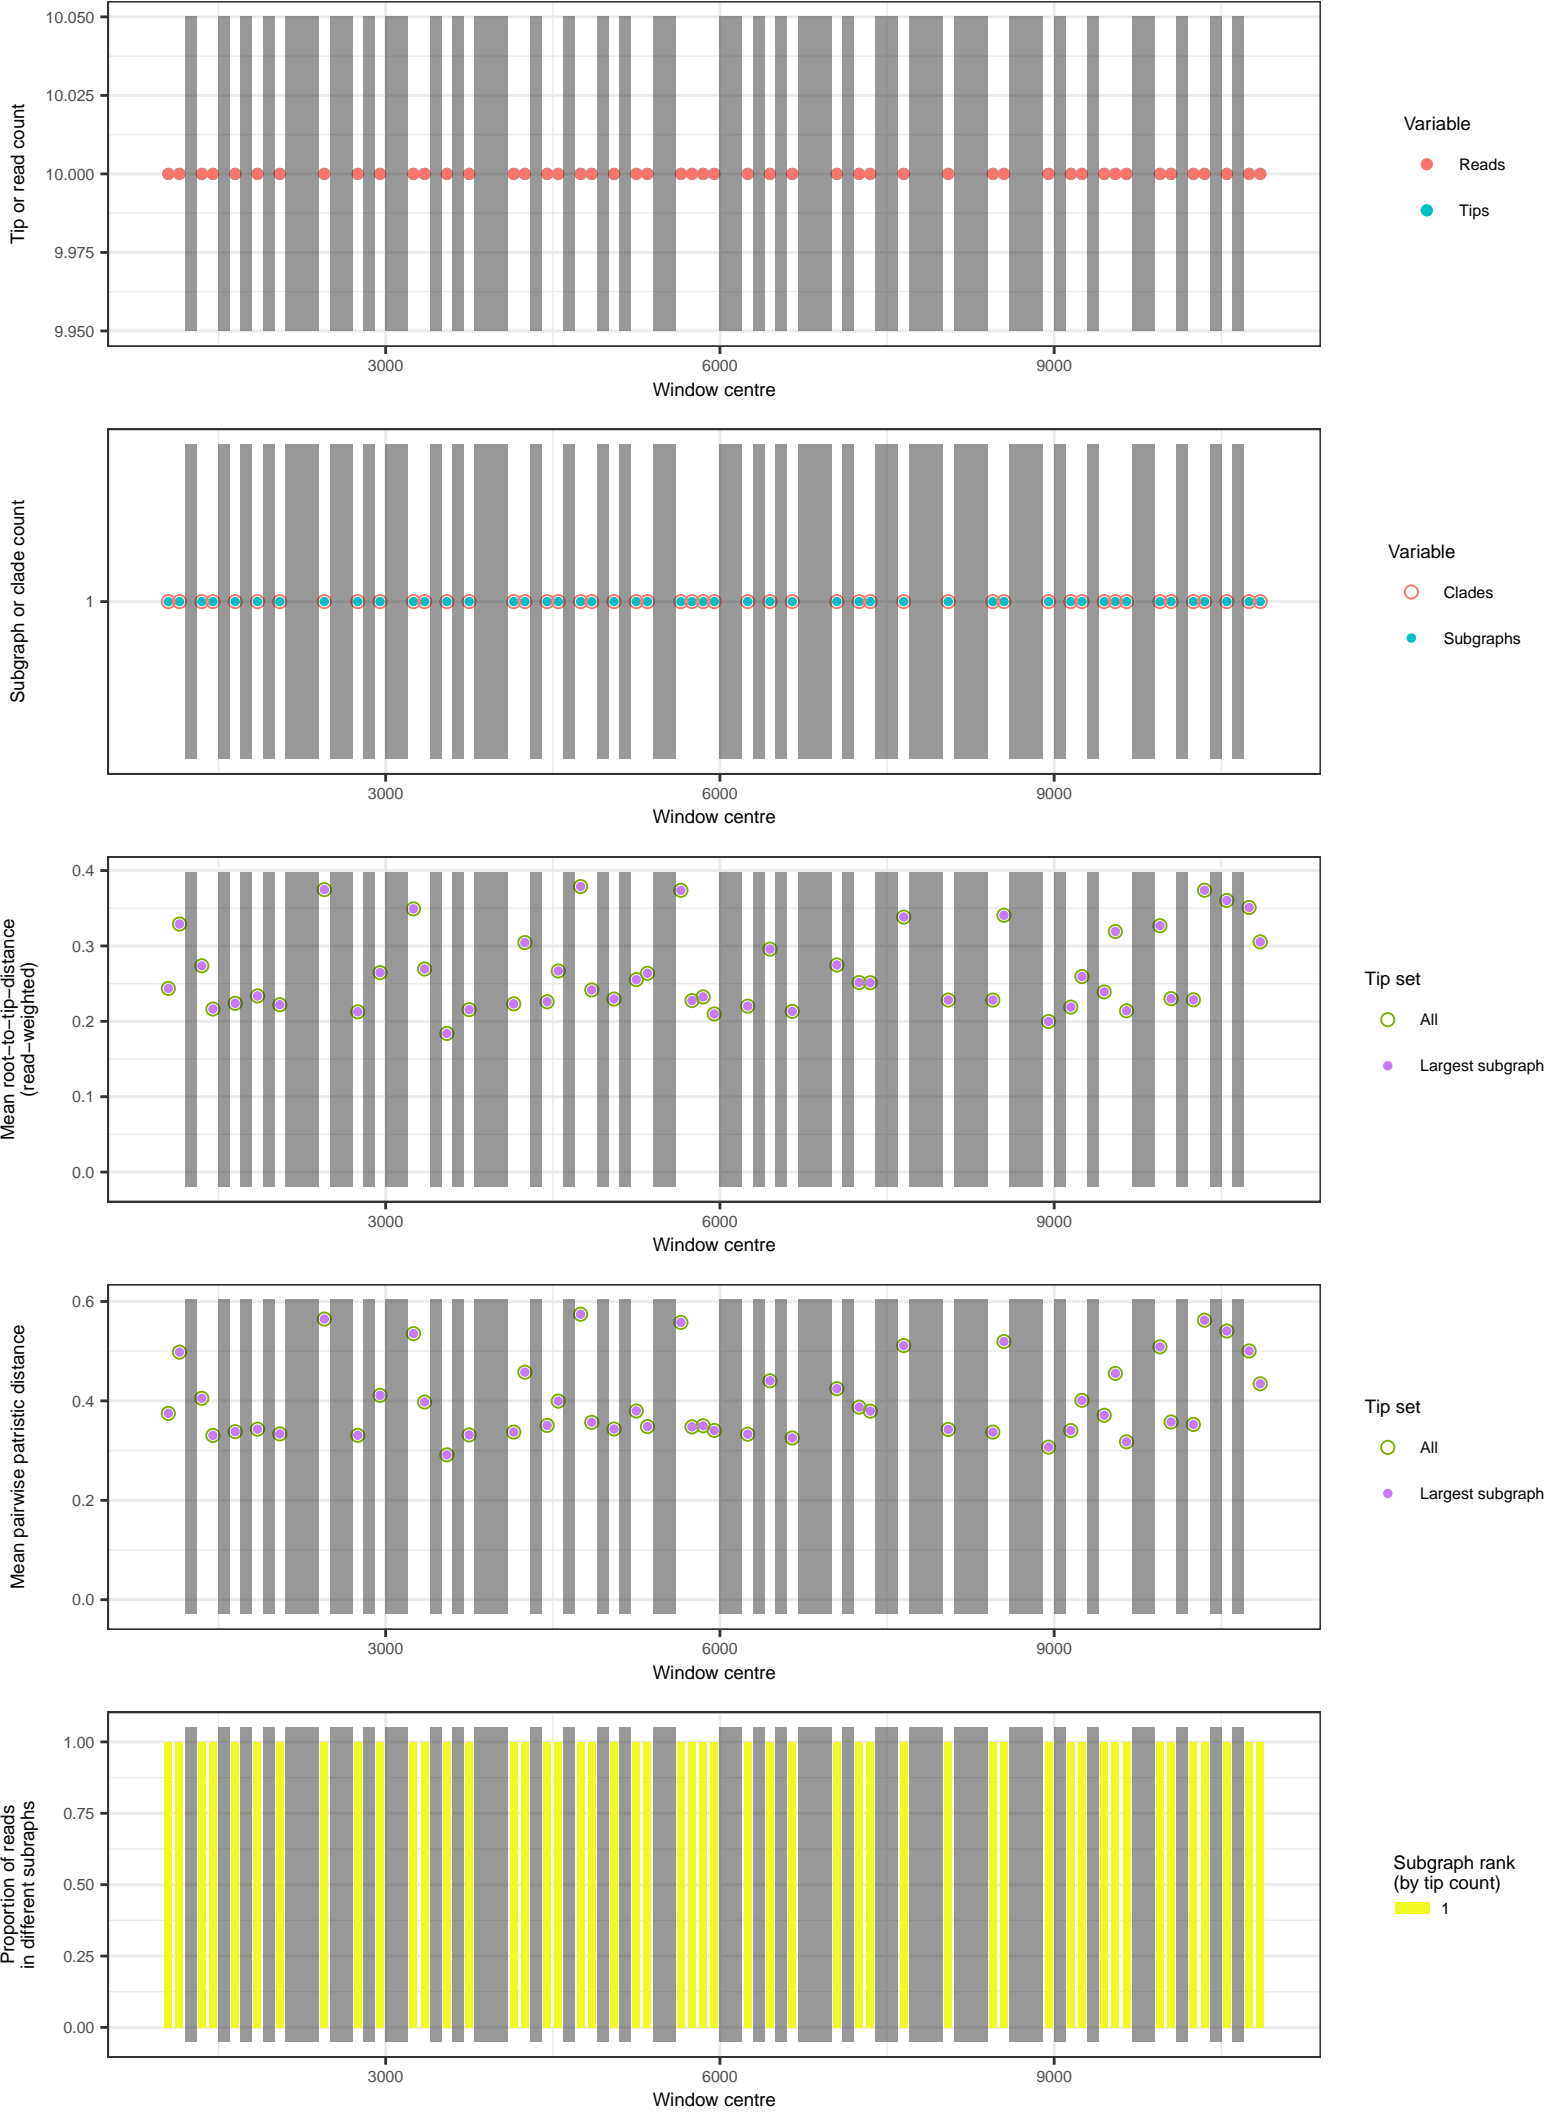 10.050
10.025
10.000
9.975
9.950
Tip or read count
3000
6000
9000
Window centre
Variable
Reads
Tips
1
Subgraph or clade count
3000
6000
9000
Window centre
Variable
Clades
Subgraphs
0.4
0.3
0.2
0.1
0.0
Mean root−to−tip−distance
(read−weighted)
3000
6000
9000
Window centre
Tip set
All
Largest subgraph
0.6
0.4
0.2
0.0
Mean pairwise patristic distance
3000
6000
9000
Window centre
Tip set
All
Largest subgraph
1.00
0.75
0.50
0.25
0.00
Proportion of reads
in different subraphs
3000
6000
9000
Window centre
Subgraph rank
(by tip count)
1